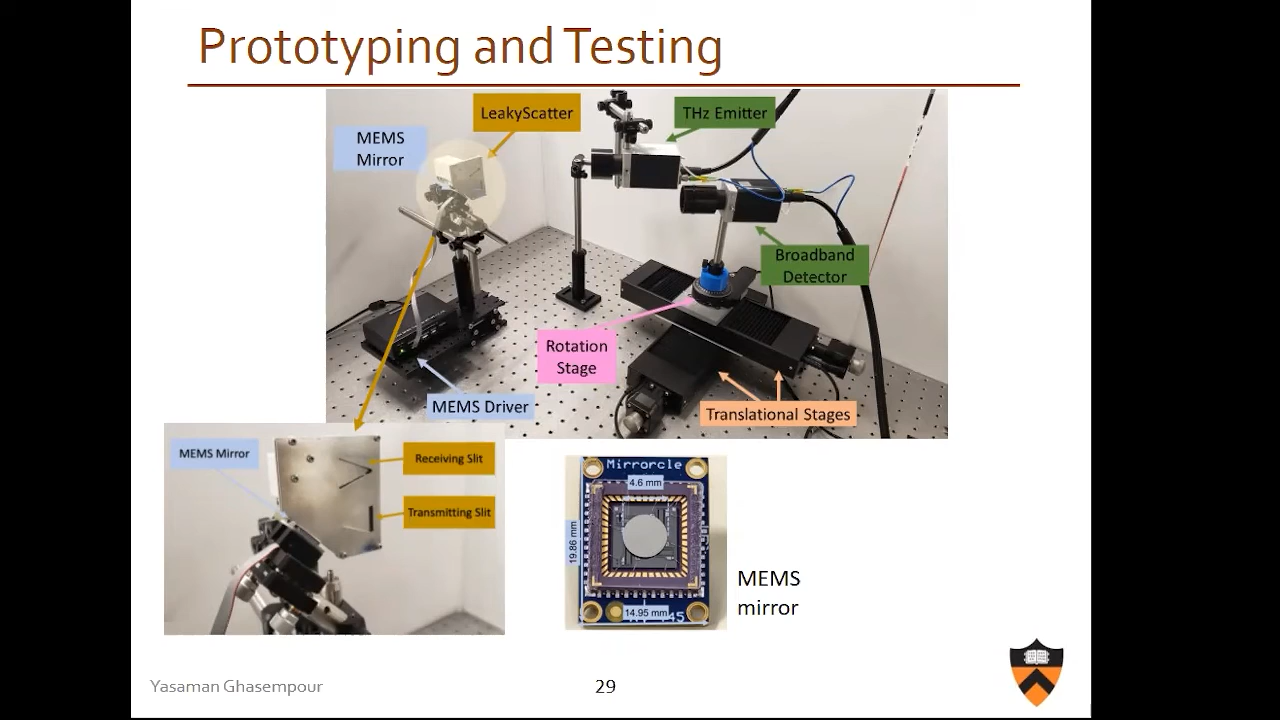 Prototyping and Testing
LeakyScatter
THz Emitter
MEMS
Mirror
Broadband
Detector
Rotation
Stage
MEMS Driver
Translational Stages
MEMS Mirror
Receiving Slit
Transmitting Slit
Mirrorcle
4.6 mm
19.86 mm
14.95 mm
MEMS
mirror
Yasaman Ghasempour
29